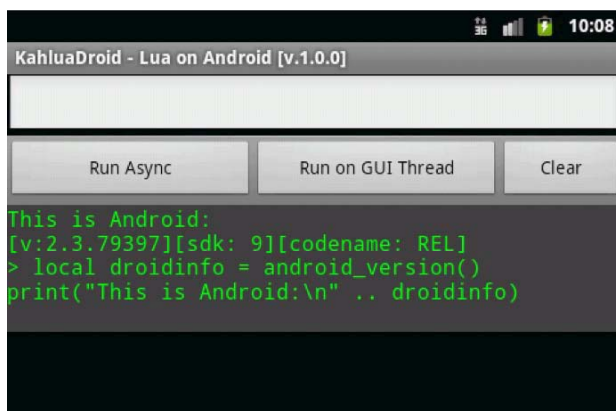 3G 10:08
KahluaDroid - Lua on Android [v.1.0.0]
Run Async Run on GUI Thread Clear
This is Android:
[v:2.3.79397][sdk: 9][codename: REL]
> local droidinfo = android_version()
print("This is Android:\n" .. droidinfo)